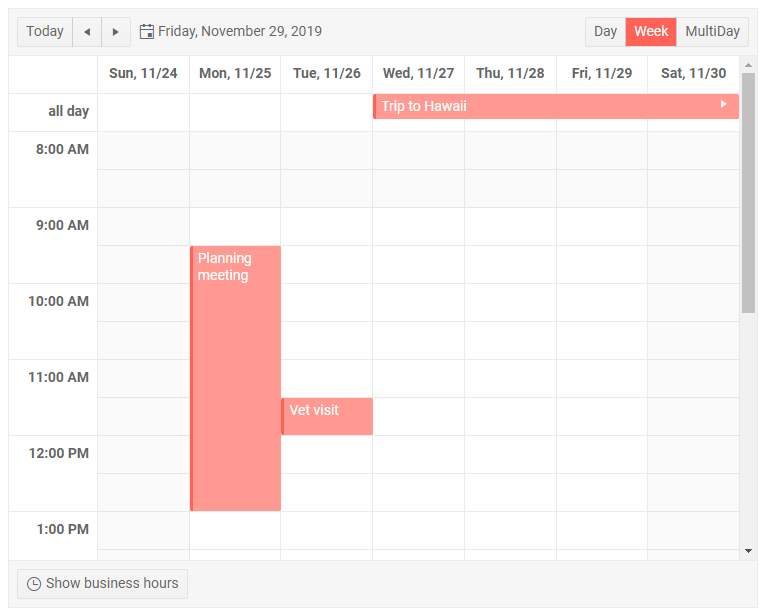 Today Friday, November 29, 2019 Day Week MultiDay
Sun, 11/24 Mon, 11/25 Tue, 11/26 Wed, 11/27 Thu, 11/28 Fri, 11/29 Sat, 11/30
all day Trip to Hawaii
8:00 AM
9:00 AM
Planning
meeting
10:00 AM
11:00 AM
Vet visit
12:00 PM
1:00 PM
Show business hours